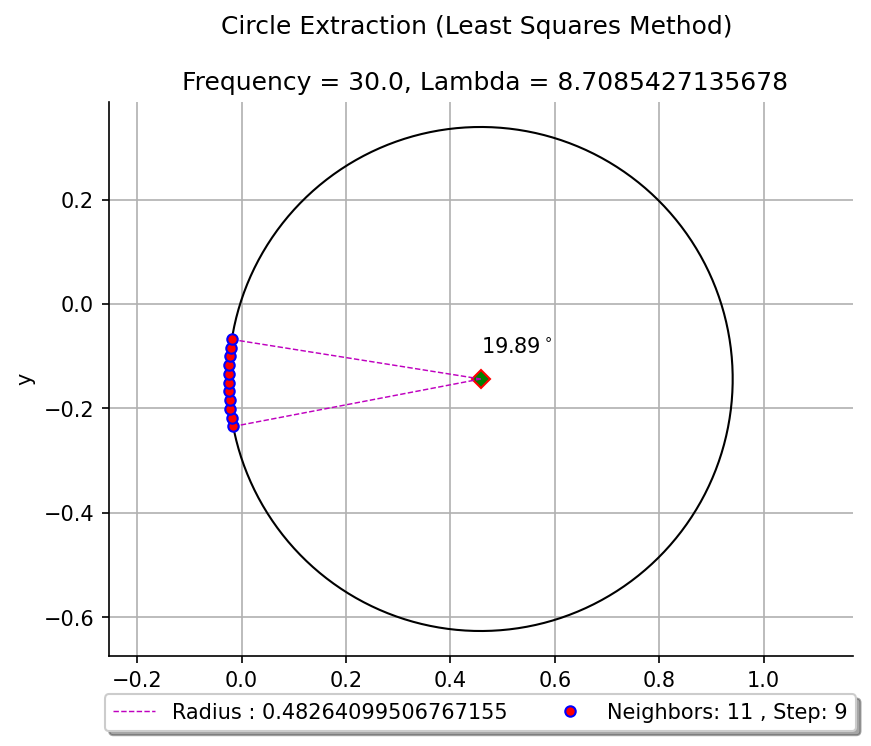 Circle Extraction (Least Squares Method)
Frequency = 30.0, Lambda = 8.7085427135678
0.2
0.0
−0.2
−0.4
−0.6
y
19.89°
−0.2 0.0 0.2 0.4 0.6 0.8 1.0
Radius : 0.48264099506767155 Neighbors: 11 , Step: 9